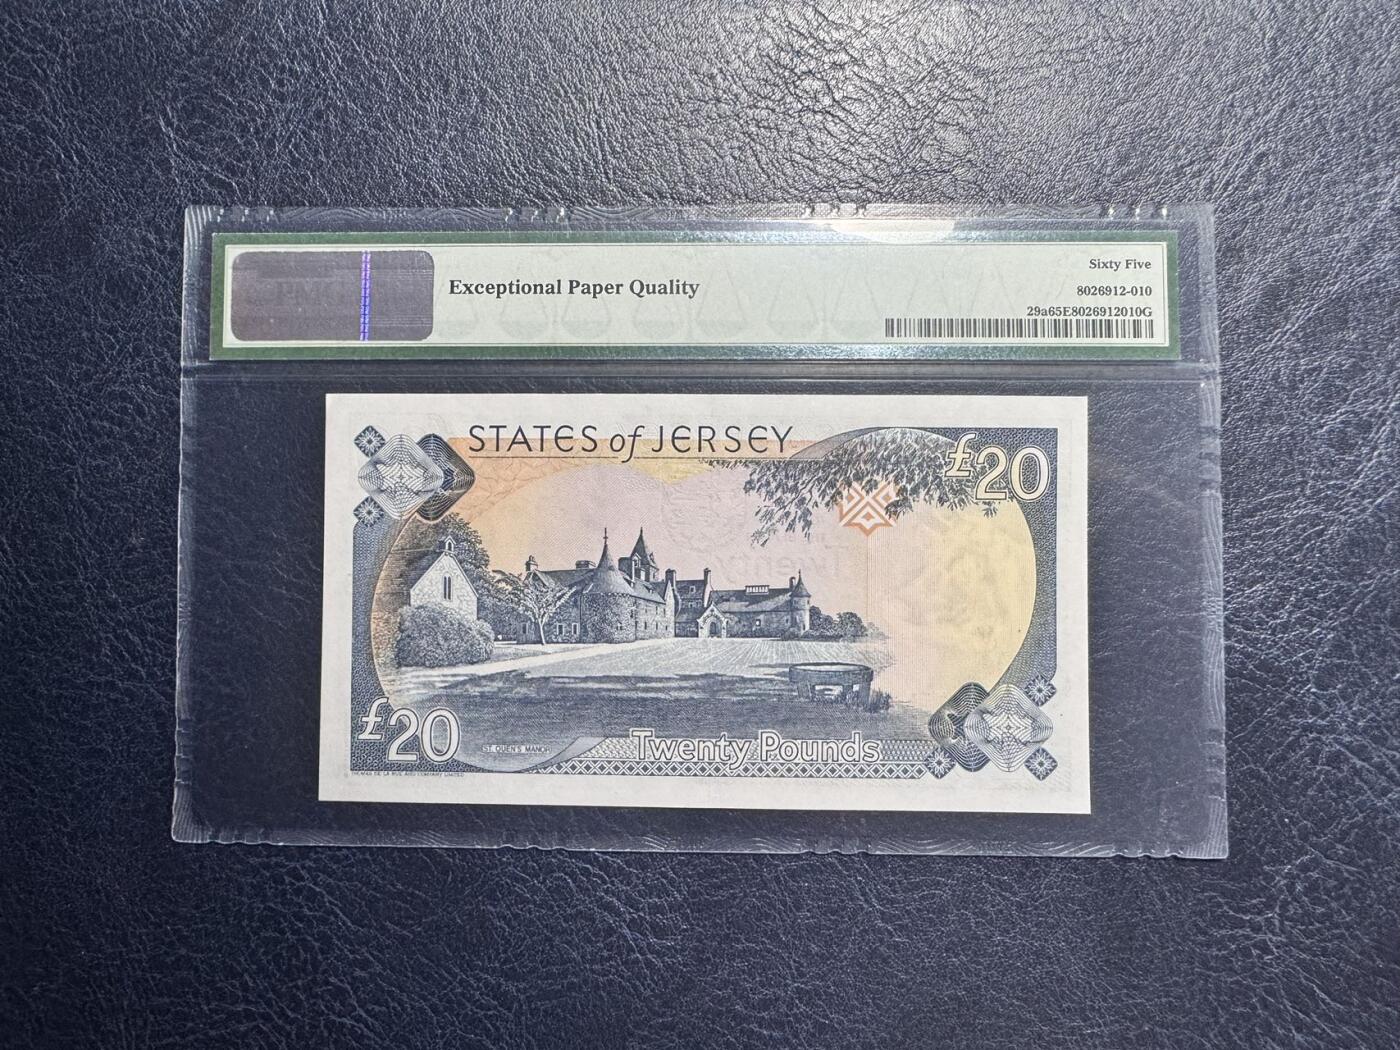 PMG
Exceptional Paper Quality
Sixty Five
8026912-010
29a65E8026912010G
STATES of JERSEY
£20
£20
ST. OUEN'S MANOR
Twenty Pounds
THOMAS DE LA RUE AND COMPANY LIMITED